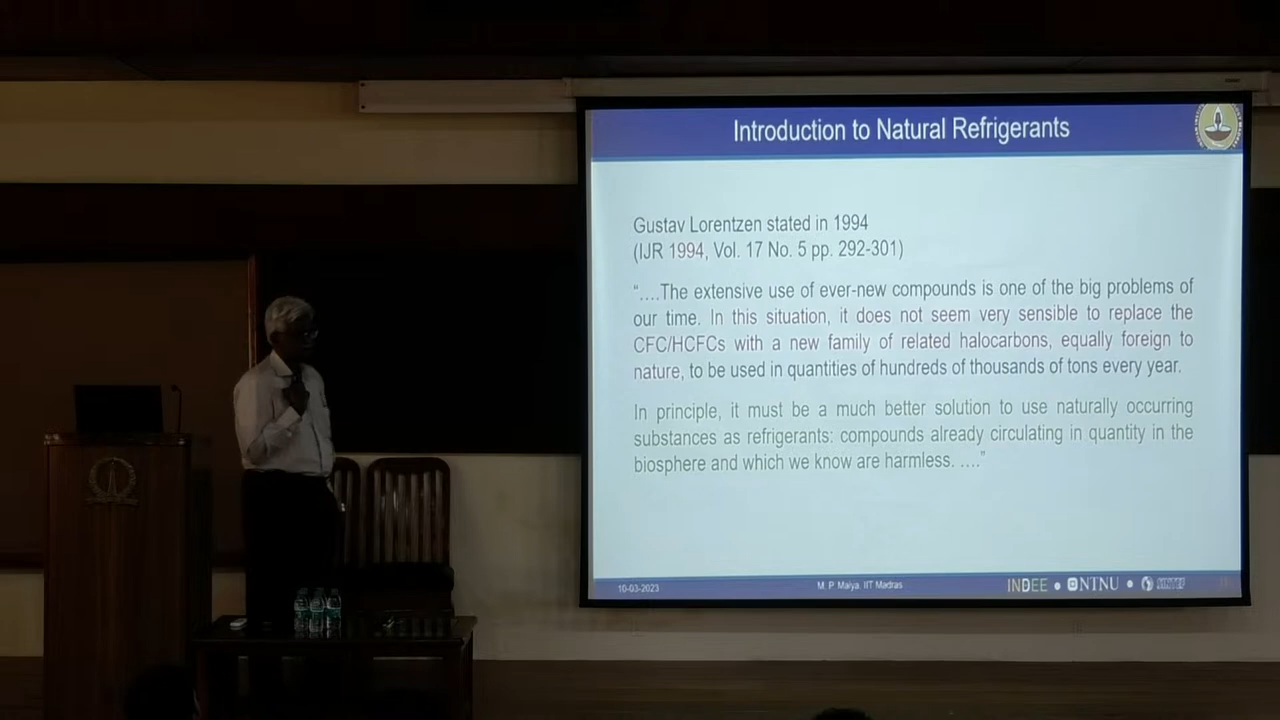 Introduction to Natural Refrigerants
Gustav Lorentzen stated in 1994
(IJR 1994, Vol. 17 No. 5 pp. 292-301)
“....The extensive use of ever-new compounds is one of the big problems of
our time. In this situation, it does not seem very sensible to replace the
CFC/HCFCs with a new family of related halocarbons, equally foreign to
nature, to be used in quantities of hundreds of thousands of tons every year.
In principle, it must be a much better solution to use naturally occurring
substances as refrigerants: compounds already circulating in quantity in the
biosphere and which we know are harmless. ....”
10-03-2023
M. P. Maiya, IIT Madras
INDEE • NTNU •